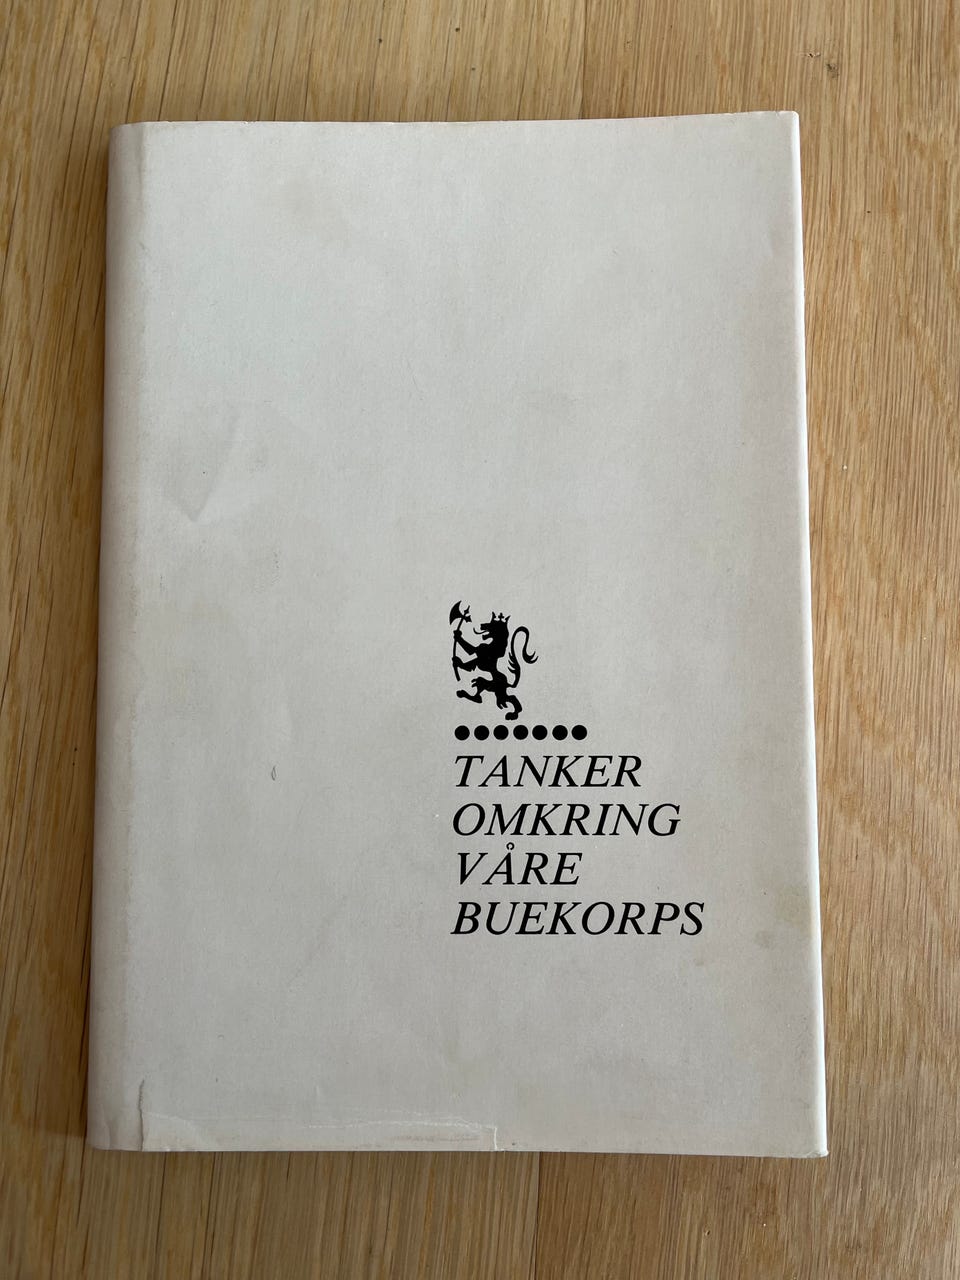 TANKER
OMKRING
VÅRE
BUEKORPS